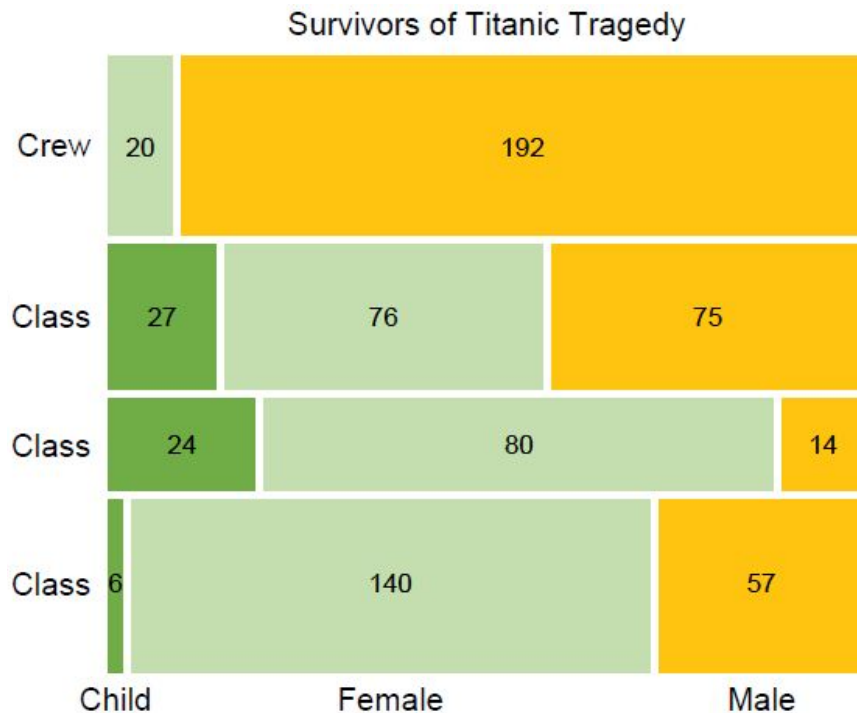 Survivors of Titanic Tragedy
Crew 20 192
Class 27 76 75
Class 24 80 14
Class 6 140 57
Child Female Male